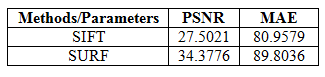 Methods/Parameters PSNR MAE
SIFT 27.5021 80.9579
SURF 34.3776 89.8036